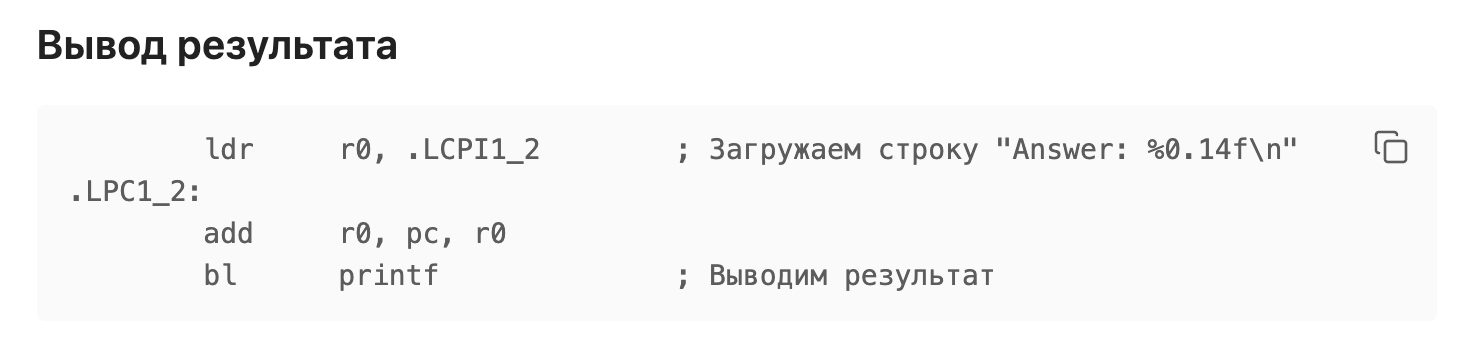 Вывод результата
ldr r0, .LCPI1_2 ; Загружаем строку "Answer: %0.14f\n"
.LPC1_2:
add r0, pc, r0
bl printf ; Выводим результат